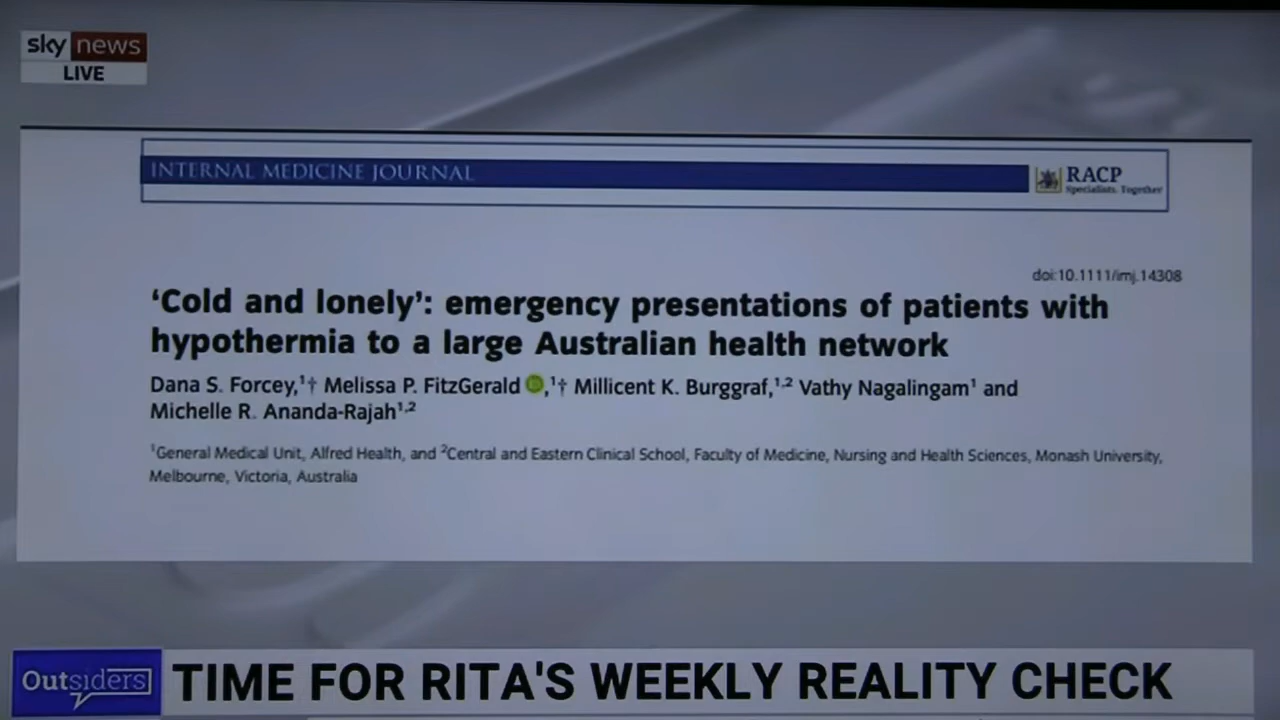 sky news
LIVE
INTERNAL MEDICINE JOURNAL
RACP
Specialists. Together
doi:10.1111/imj.14308
‘Cold and lonely’: emergency presentations of patients with
hypothermia to a large Australian health network
Dana S. Forcey,¹† Melissa P. FitzGerald iD,¹† Millicent K. Burggraf,¹,² Vathy Nagalingam¹ and
Michelle R. Ananda-Rajah¹,²
¹General Medical Unit, Alfred Health, and ²Central and Eastern Clinical School, Faculty of Medicine, Nursing and Health Sciences, Monash University,
Melbourne, Victoria, Australia
Outsiders
TIME FOR RITA'S WEEKLY REALITY CHECK